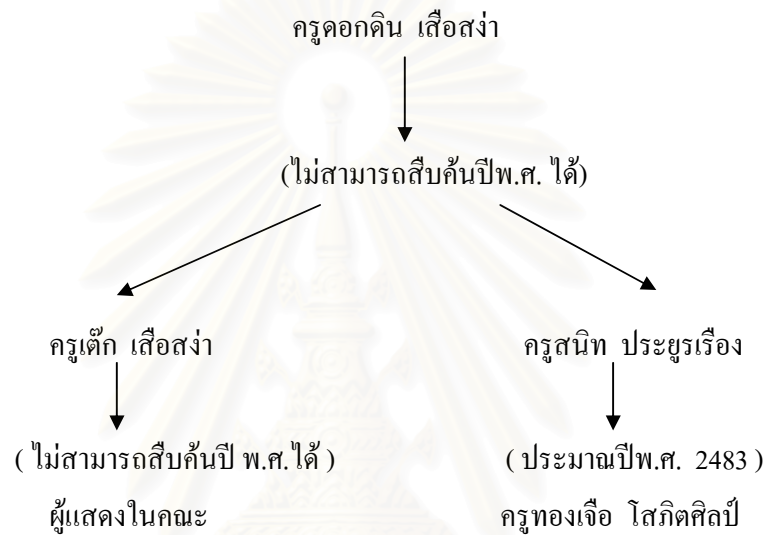 ครูดอกดิน เสือสง่า
(ไม่สามารถสืบค้นปีพ.ศ. ได้)
ครูเต๊ก เสือสง่า ครูสนิท ประยูรเรือง
( ไม่สามารถสืบค้นปี พ.ศ.ได้ ) ( ประมาณปีพ.ศ. 2483 )
ผู้แสดงในคณะ ครูทองเจือ โสภิตศิลป์